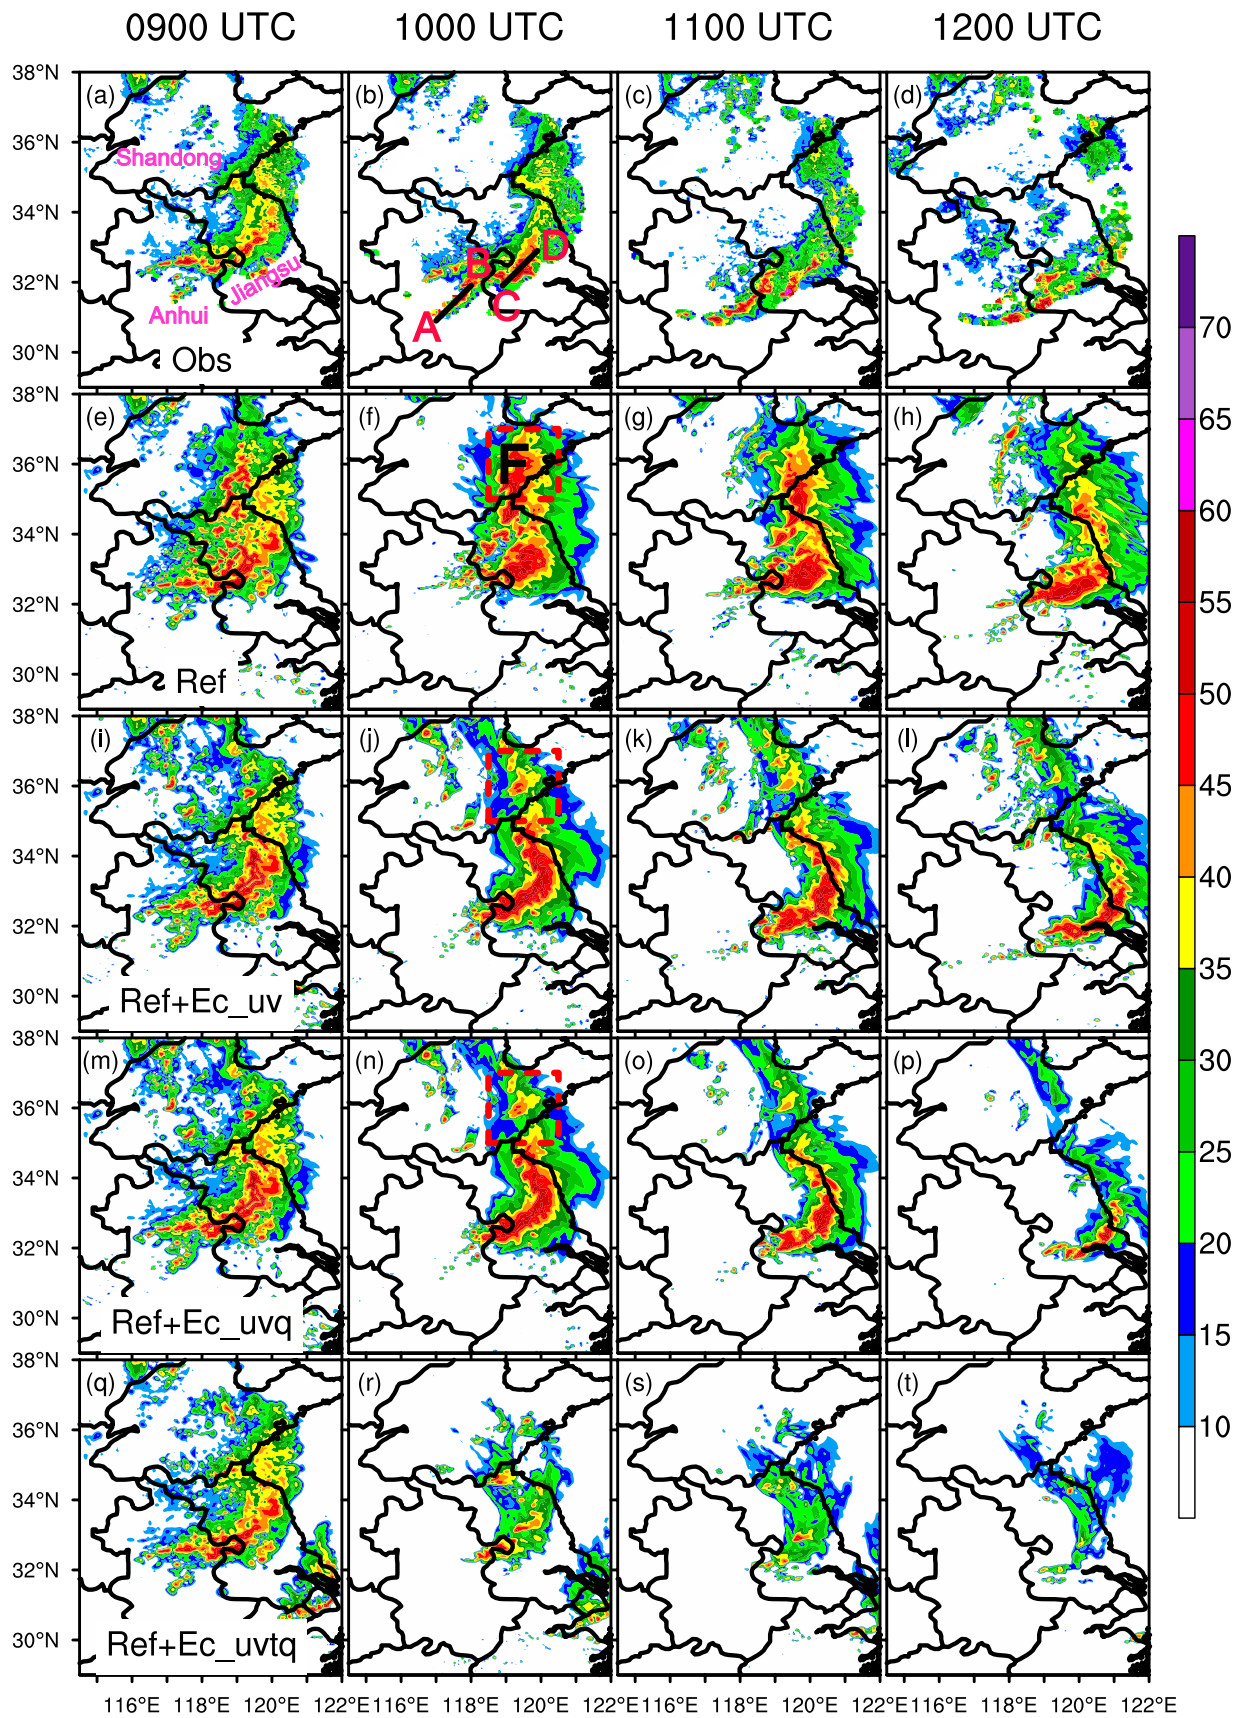 0900 UTC 1000 UTC 1100 UTC 1200 UTC
38°N (a) (b) (c) (d)
36°N
Shandong
34°N
B D
32°N
Jiangsu
C
Anhui A
30°N
Obs
38°N (e) (f) (g) (h)
36°N F
34°N
32°N
30°N
Ref
38°N (i) (j) (k) (l)
36°N
34°N
32°N
30°N
Ref+Ec_uv
38°N (m) (n) (o) (p)
36°N
34°N
32°N
30°N
Ref+Ec_uvq
38°N (q) (r) (s) (t)
36°N
34°N
32°N
30°N
Ref+Ec_uvtq
116°E 118°E 120°E 122°E116°E 118°E 120°E 122°E116°E 118°E 120°E 122°E116°E 118°E 120°E 122°E
70
65
60
55
50
45
40
35
30
25
20
15
10